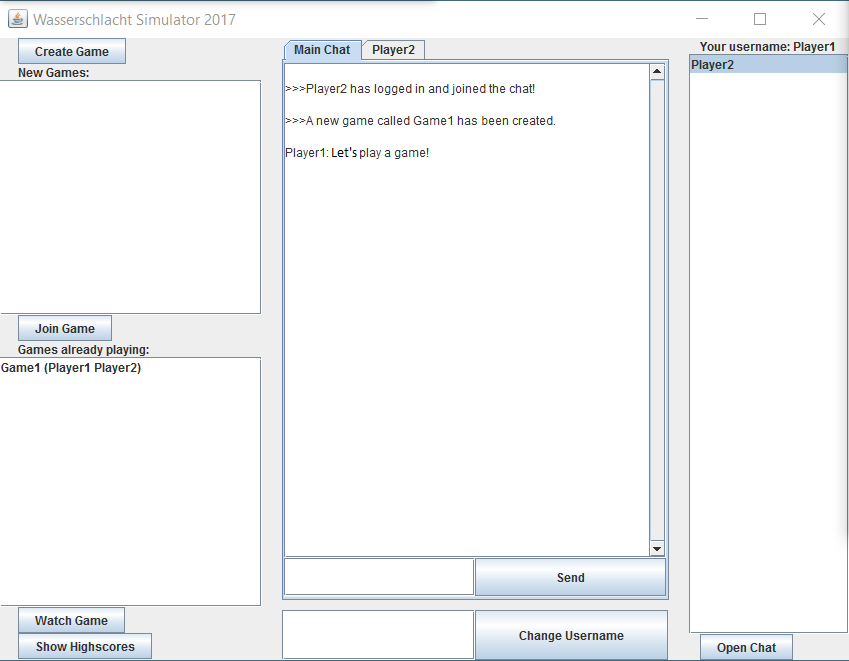 Wasserschlacht Simulator 2017
Create Game
New Games:
Join Game
Games already playing:
Game1 (Player1 Player2)
Watch Game
Show Highscores
Main Chat
Player2
>>>Player2 has logged in and joined the chat!
>>>A new game called Game1 has been created.
Player1: Let's play a game!
Send
Change Username
Your username: Player1
Player2
Open Chat